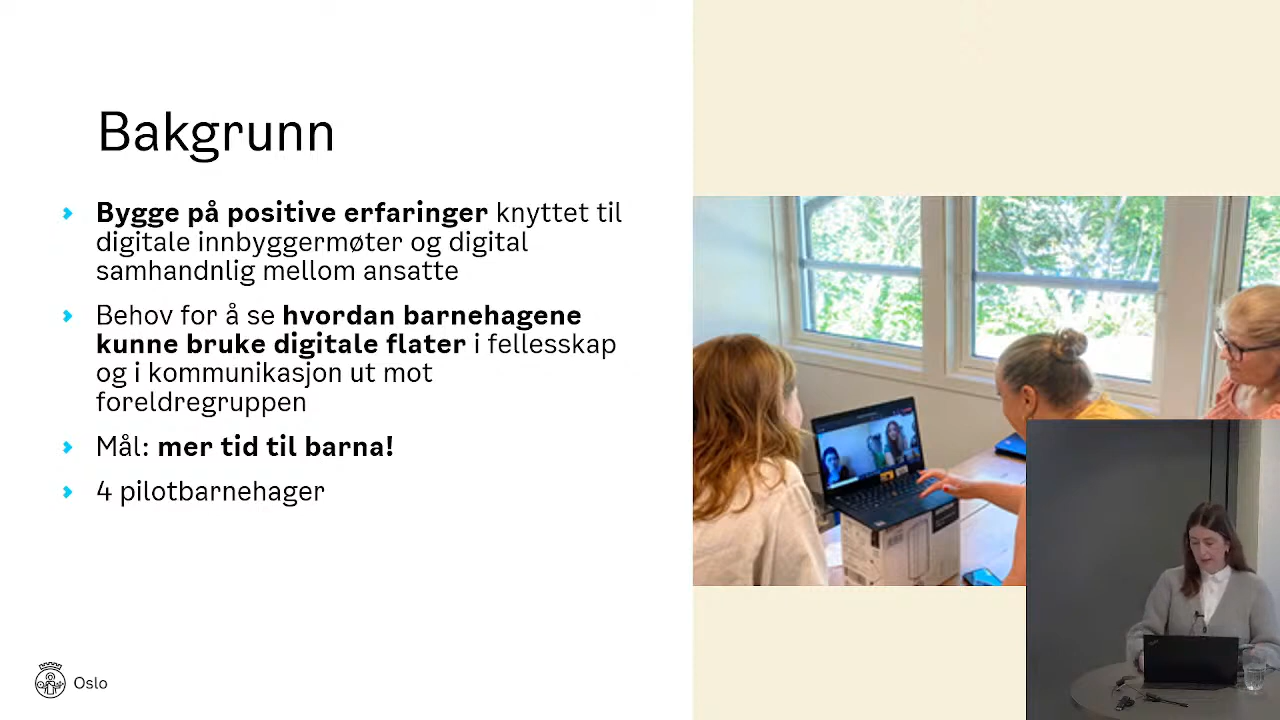 Bakgrunn
Bygge på positive erfaringer knyttet til
digitale innbyggermøter og digital
samhandnlig mellom ansatte
Behov for å se hvordan barnehagene
kunne bruke digitale flater i fellesskap
og i kommunikasjon ut mot
foreldregruppen
Mål: mer tid til barna!
4 pilotbarnehager
Oslo